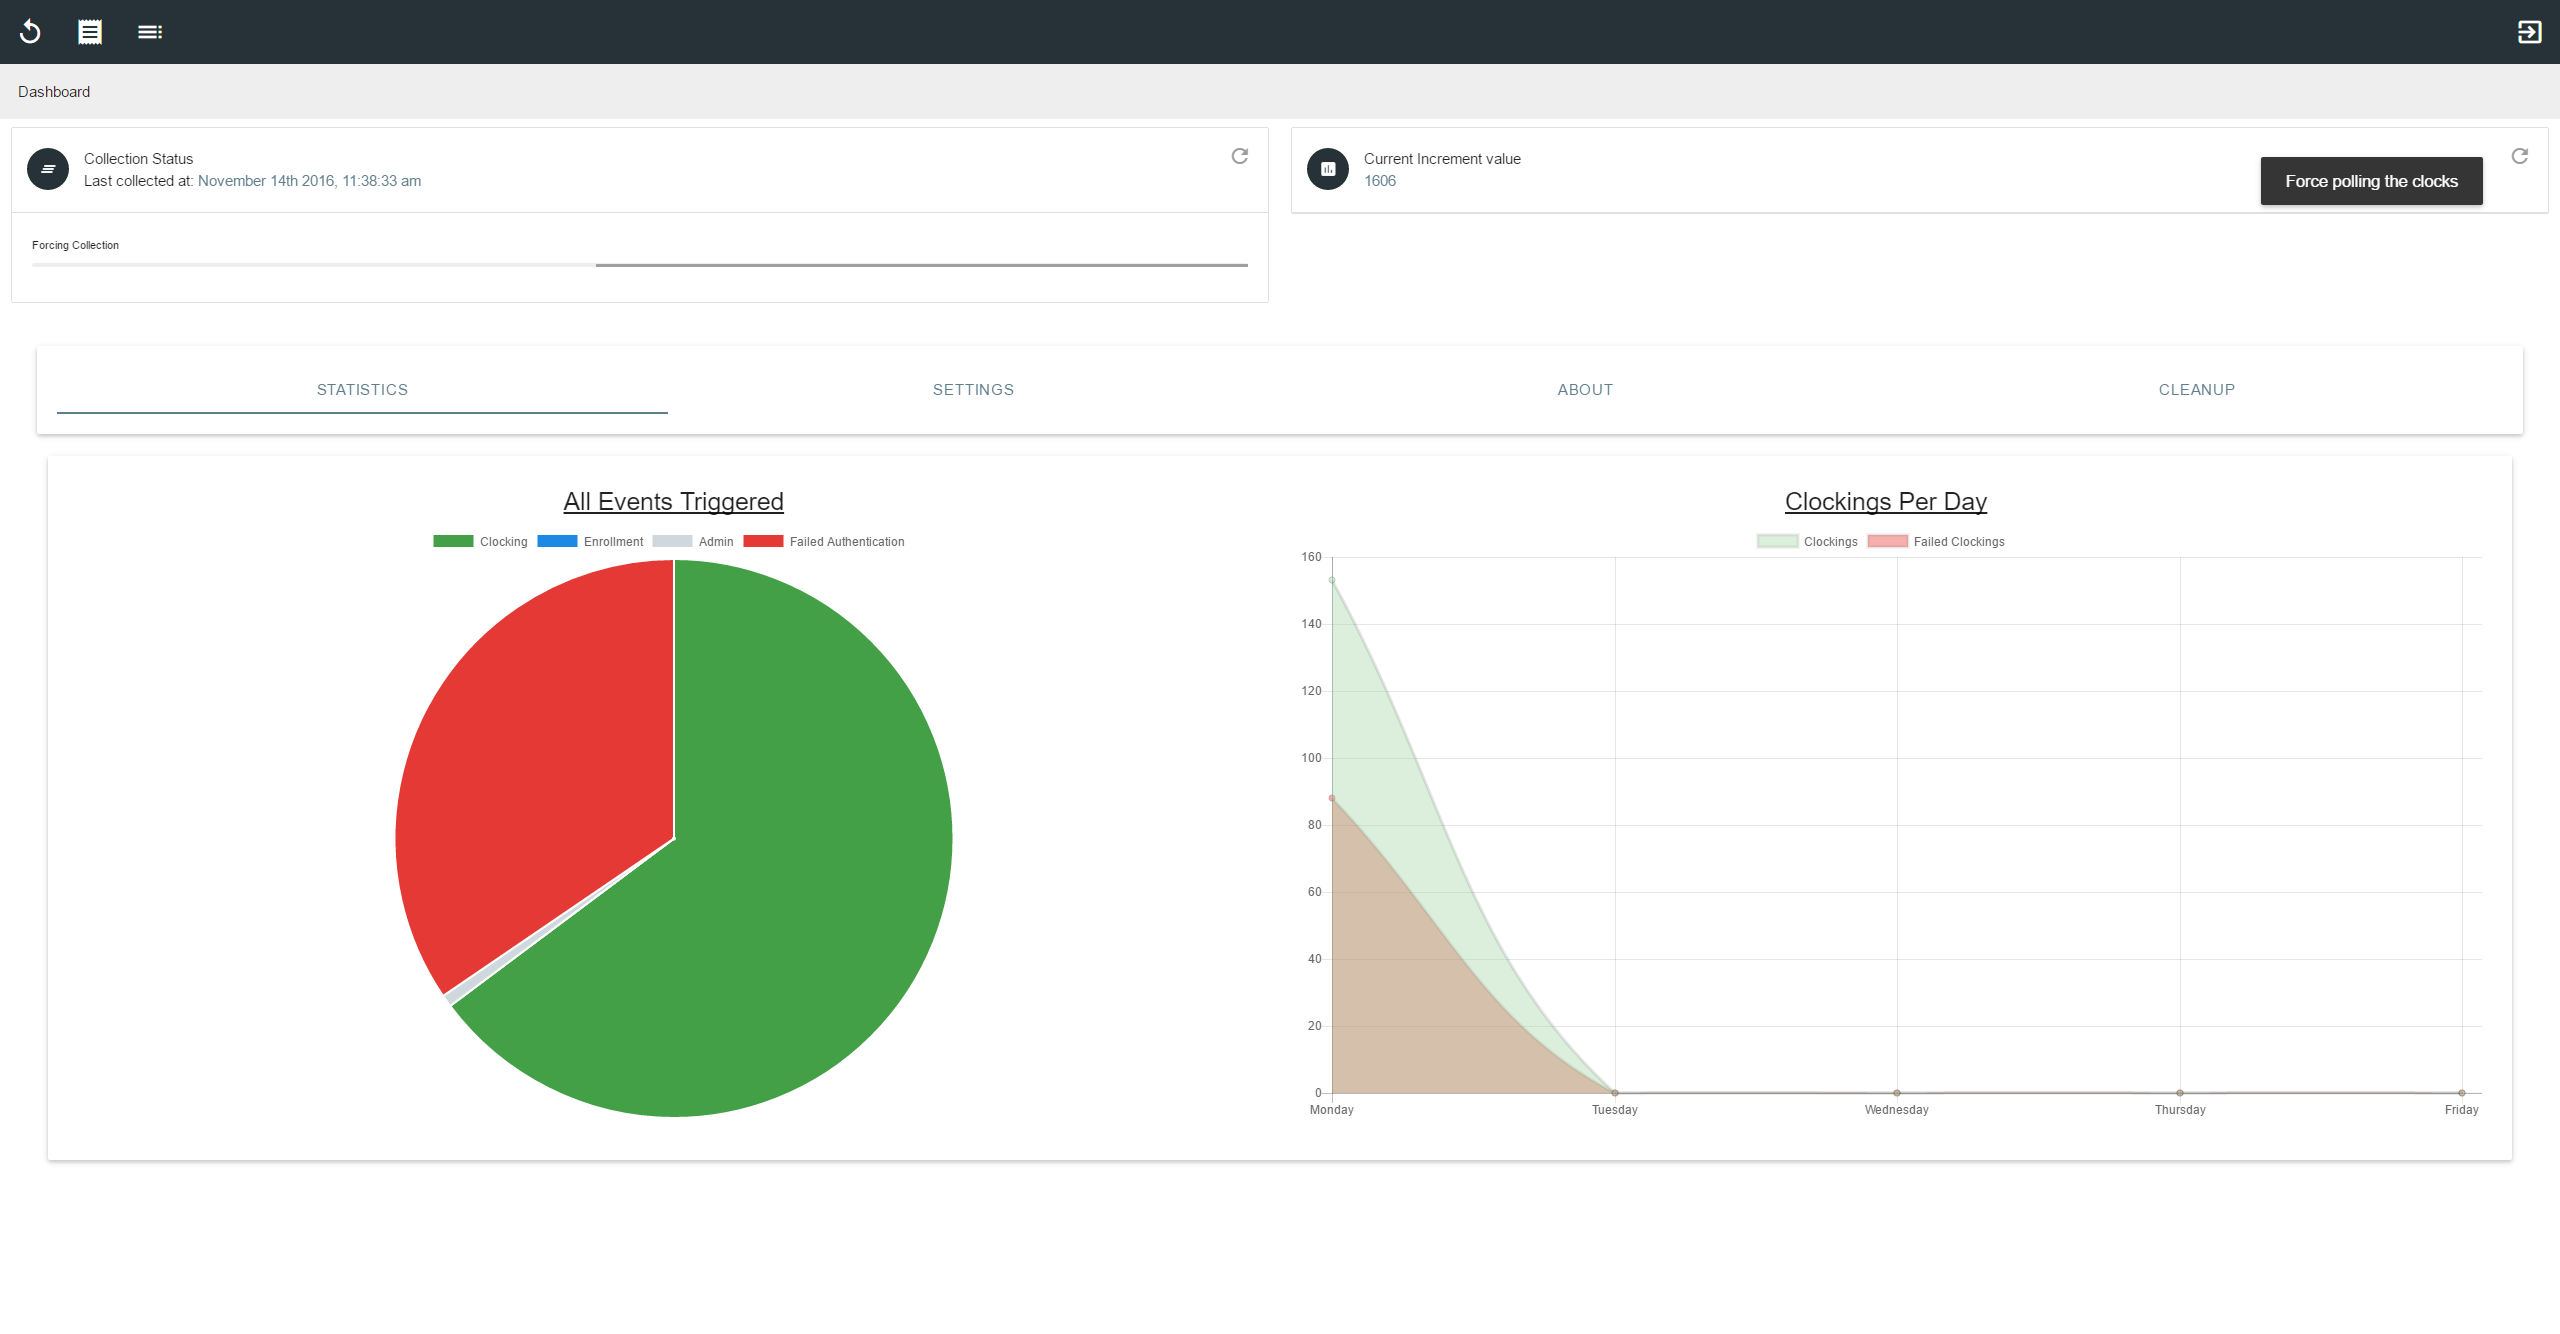 Dashboard
Collection Status
Last collected at: November 14th 2016, 11:38:33 am
Forcing Collection
Current Increment value
1606
Force polling the clocks
STATISTICS
SETTINGS
ABOUT
CLEANUP
All Events Triggered
Clocking
Enrollment
Admin
Failed Authentication
Clockings Per Day
Clockings
Failed Clockings
160
140
120
100
80
60
40
20
0
Monday
Tuesday
Wednesday
Thursday
Friday